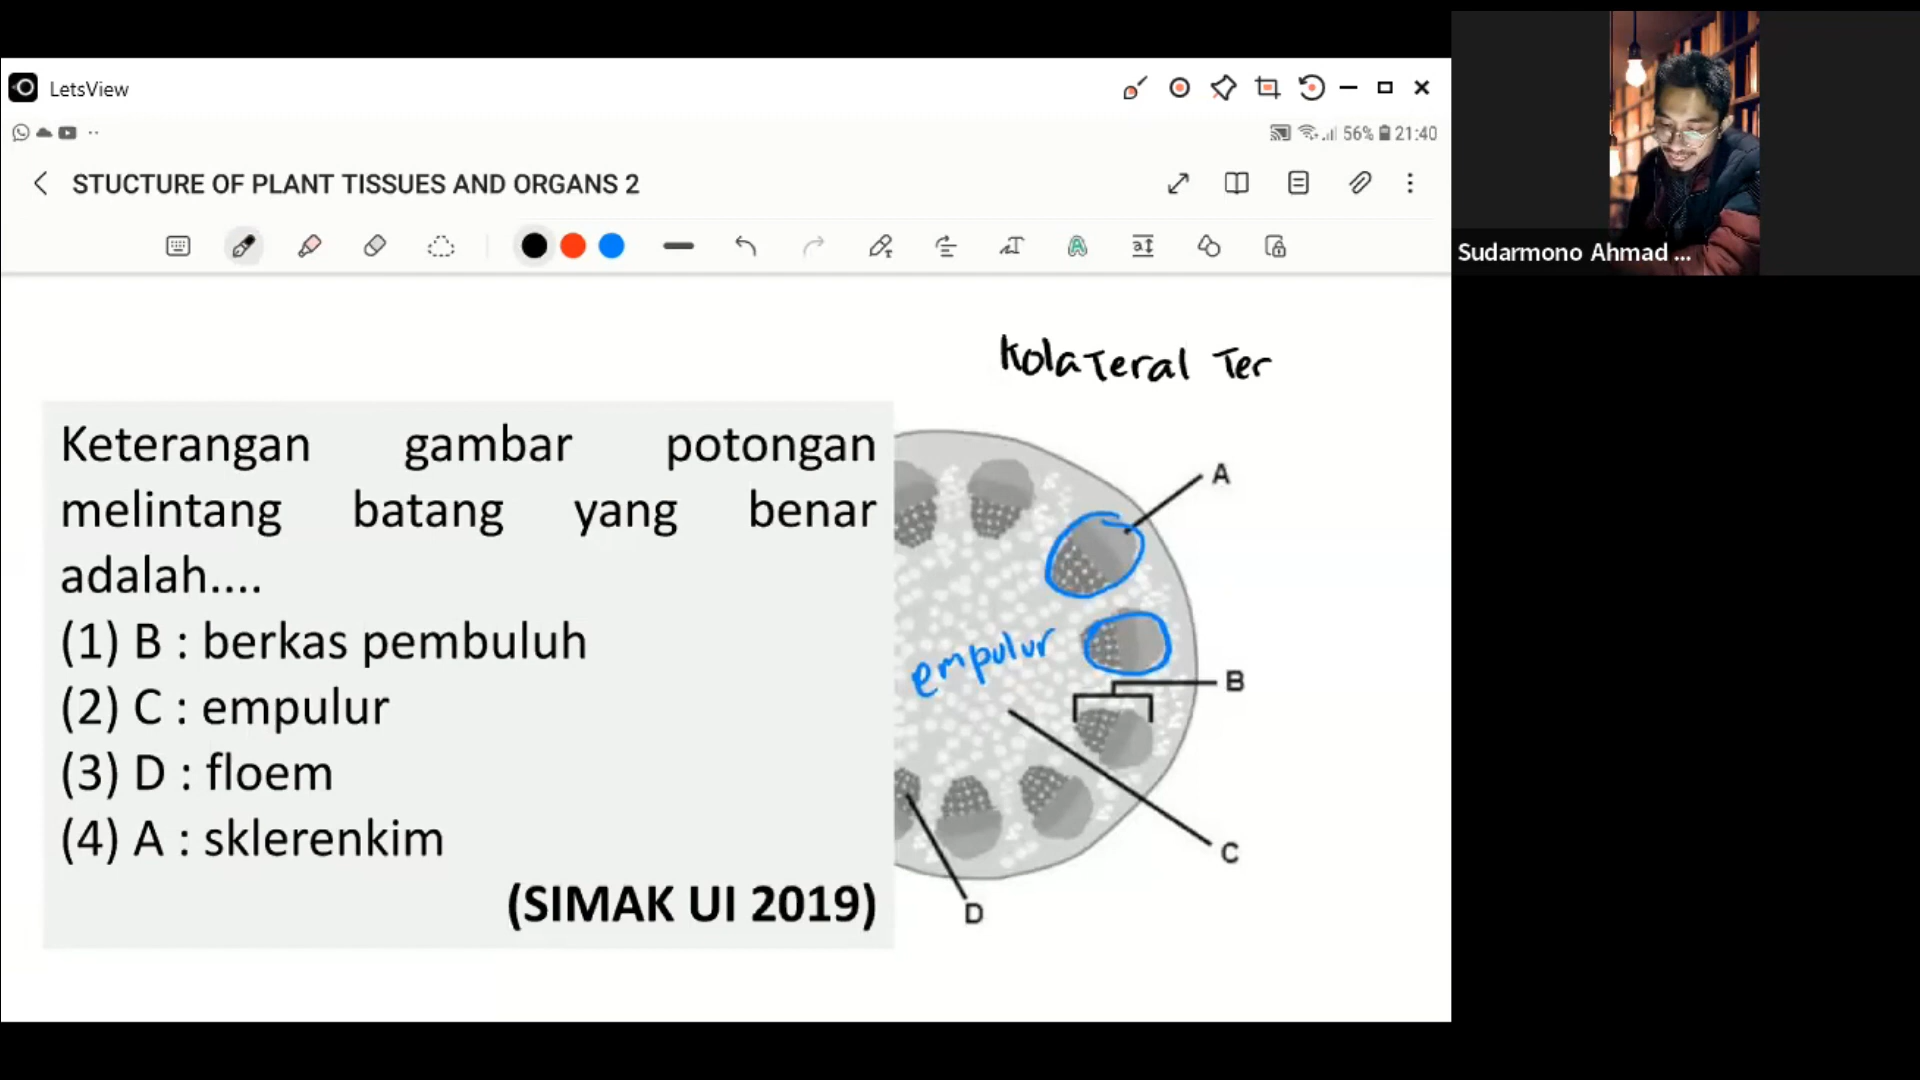 LetsView
56% 21:40
STUCTURE OF PLANT TISSUES AND ORGANS 2
Sudarmono Ahmad ...
Kolateral Ter
Keterangan gambar potongan
melintang batang yang benar
adalah....
(1) B : berkas pembuluh
(2) C : empulur
(3) D : floem
(4) A : sklerenkim
(SIMAK UI 2019)
A
empulur
B
C
D